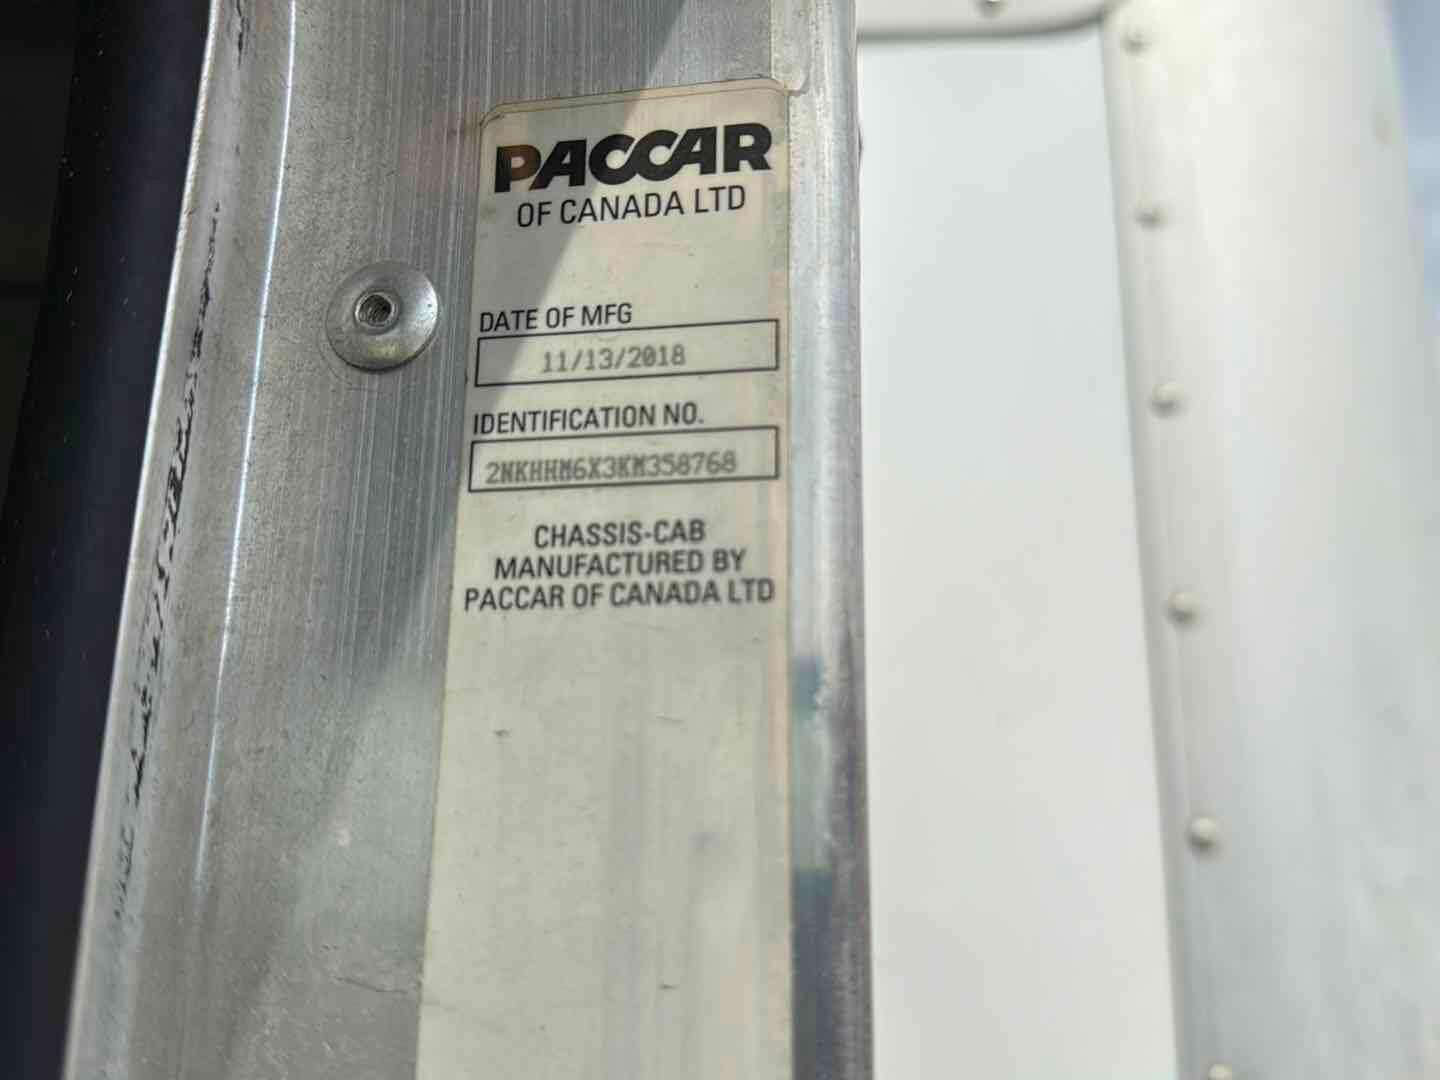 PACCAR
OF CANADA LTD
DATE OF MFG
11/13/2018
IDENTIFICATION NO.
2NKHHM6X3KM358768
CHASSIS-CAB
MANUFACTURED BY
PACCAR OF CANADA LTD